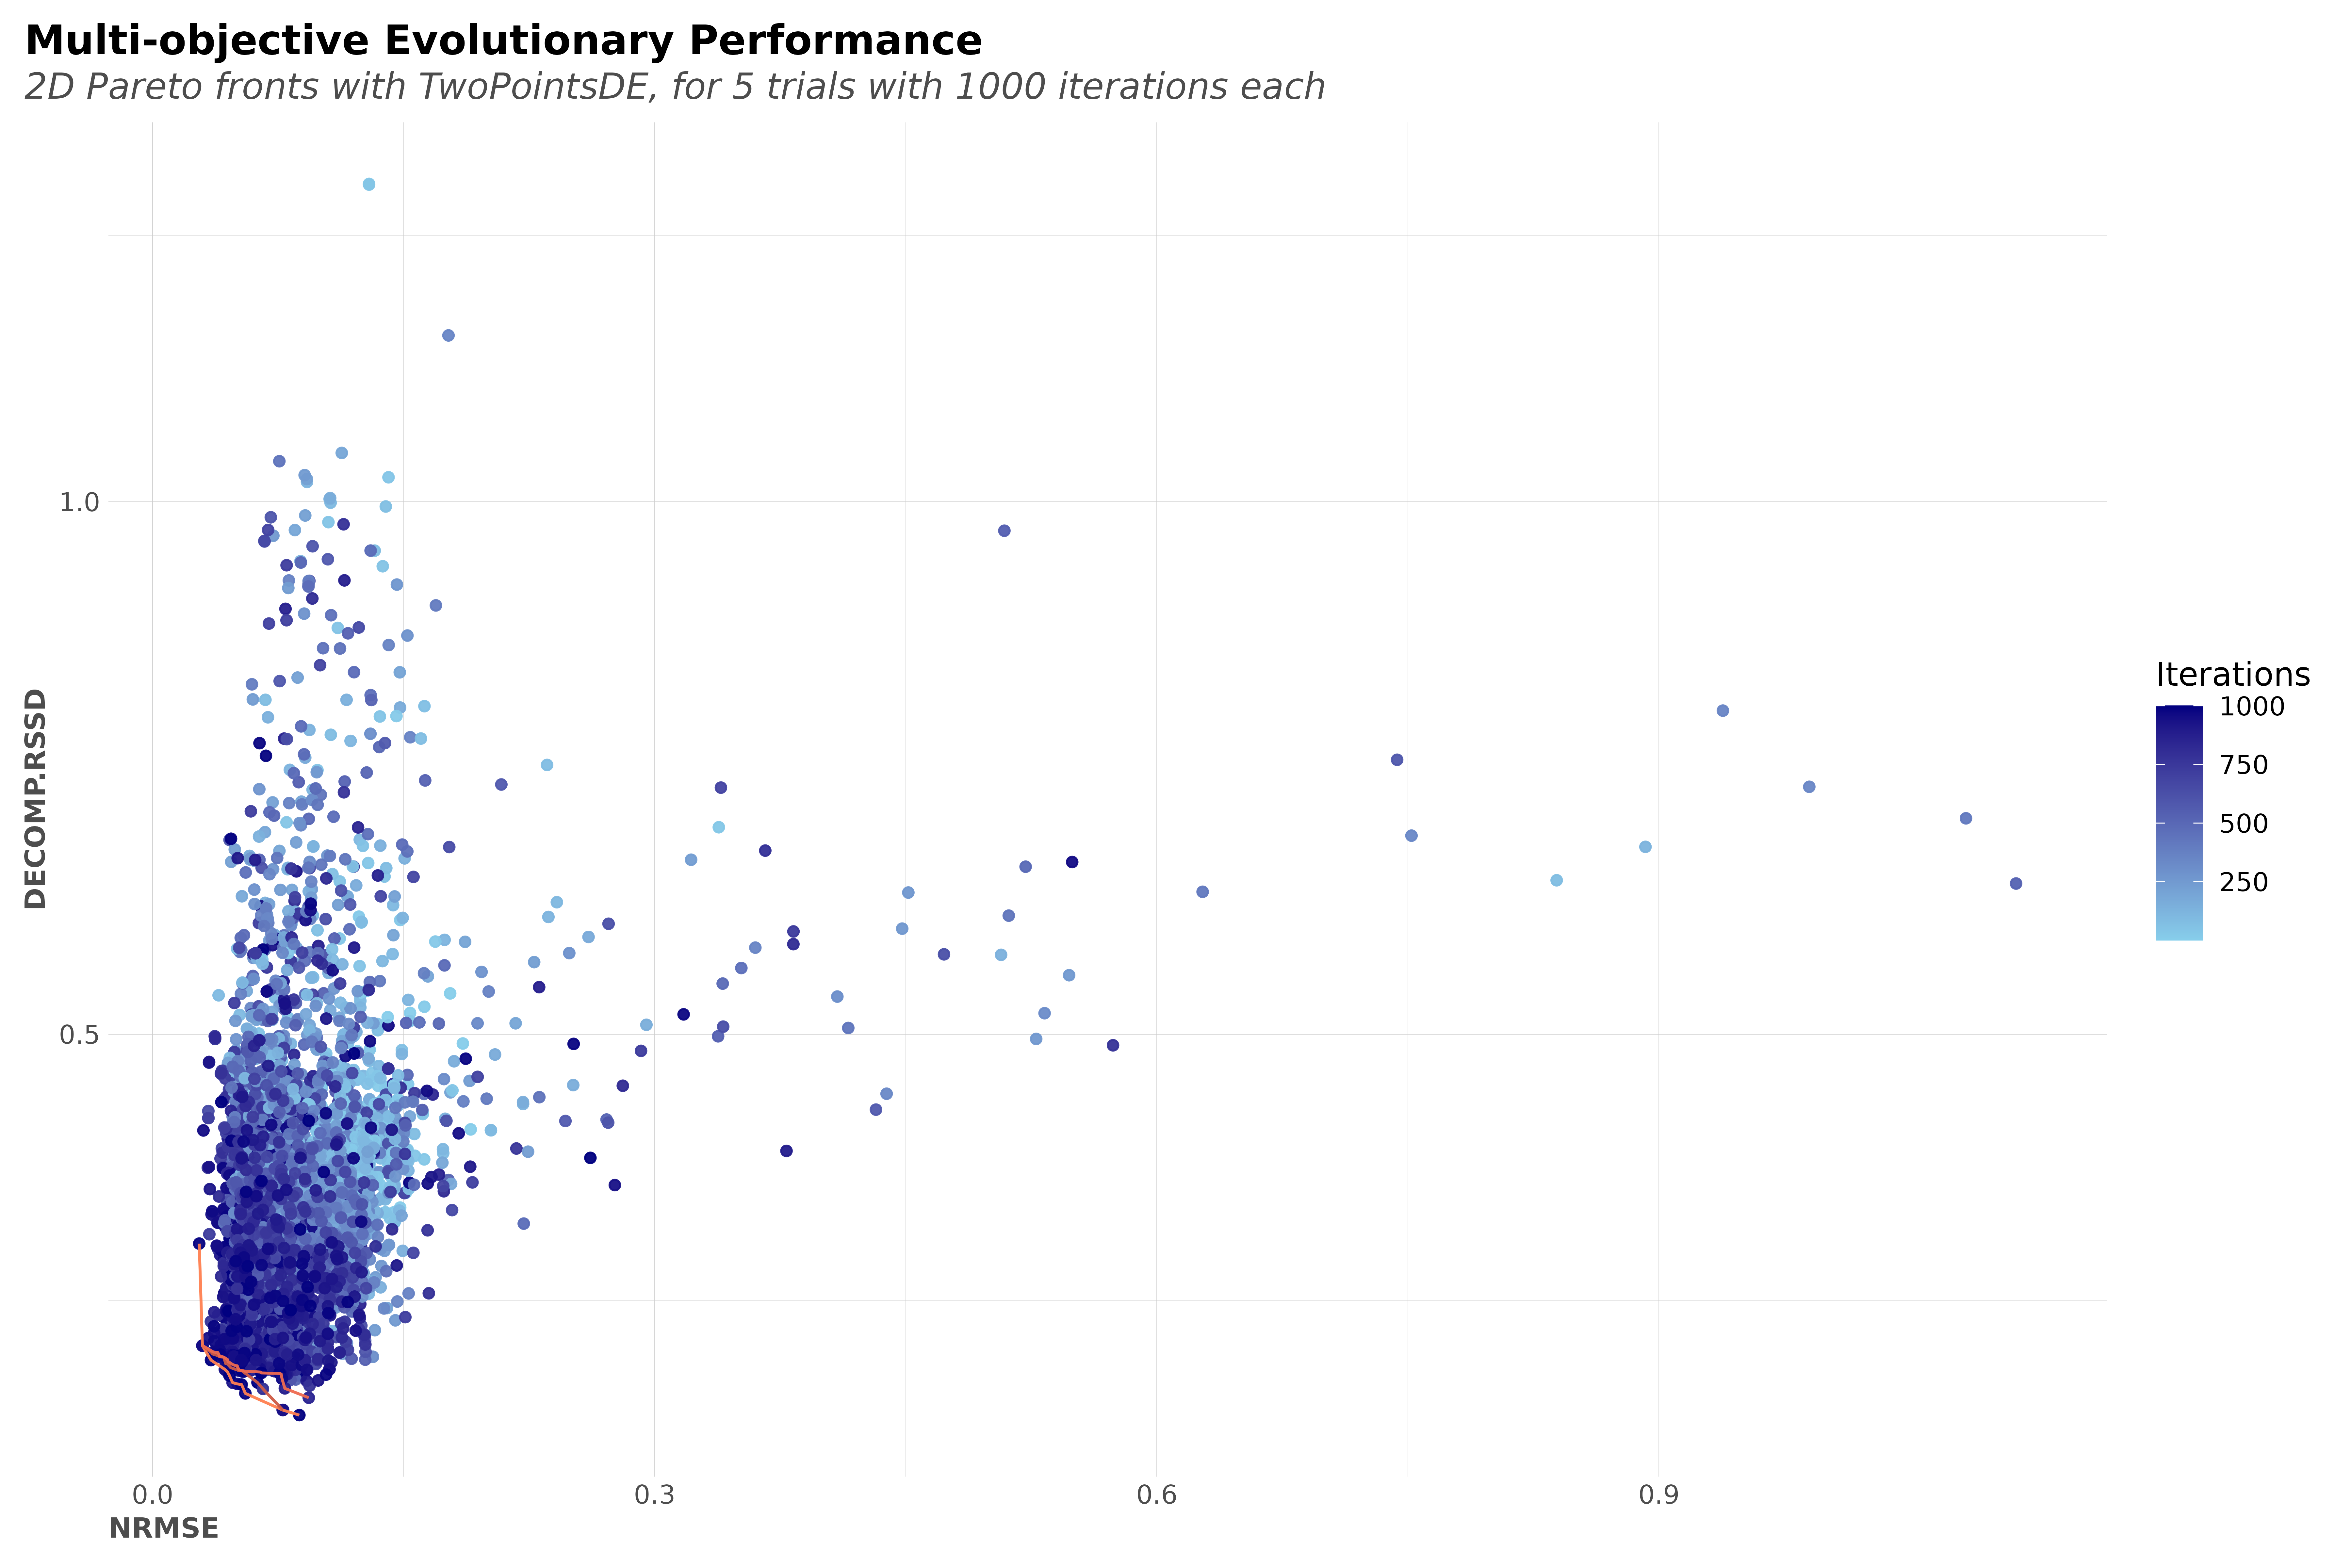 Multi-objective Evolutionary Performance
2D Pareto fronts with TwoPointsDE, for 5 trials with 1000 iterations each
DECOMP.RSSD
1.0
0.5
0.0
0.3
0.6
0.9
NRMSE
Iterations
1000
750
500
250